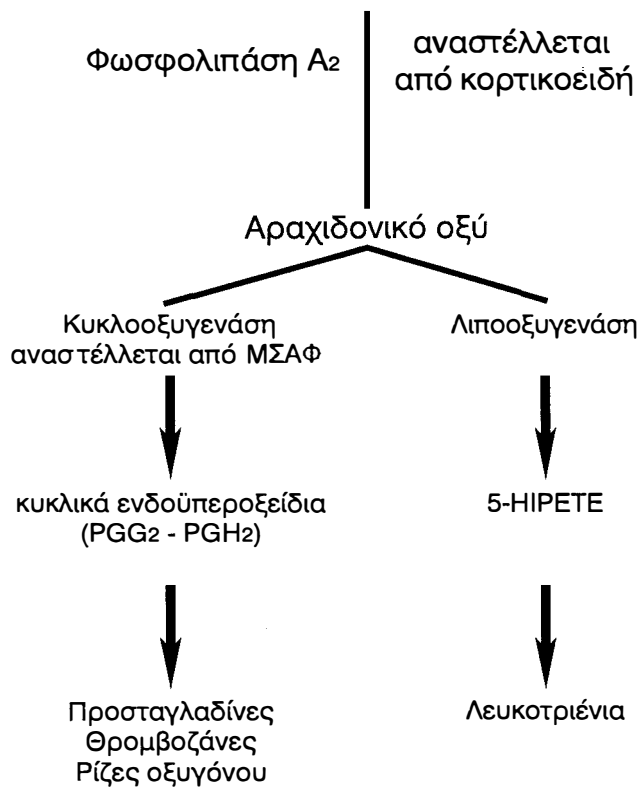 Φωσφολιπάση Α2
αναστέλλεται
από κορτικοειδή
Αραχιδονικό οξύ
Κυκλοοξυγενάση
αναστέλλεται από ΜΣΑΦ
Λιποοξυγενάση
κυκλικά ενδοϋπεροξείδια
(PGG2 - PGH2)
5-HIPETE
Προσταγλαδίνες
Θρομβοζάνες
Ρίζες οξυγόνου
Λευκοτριένια